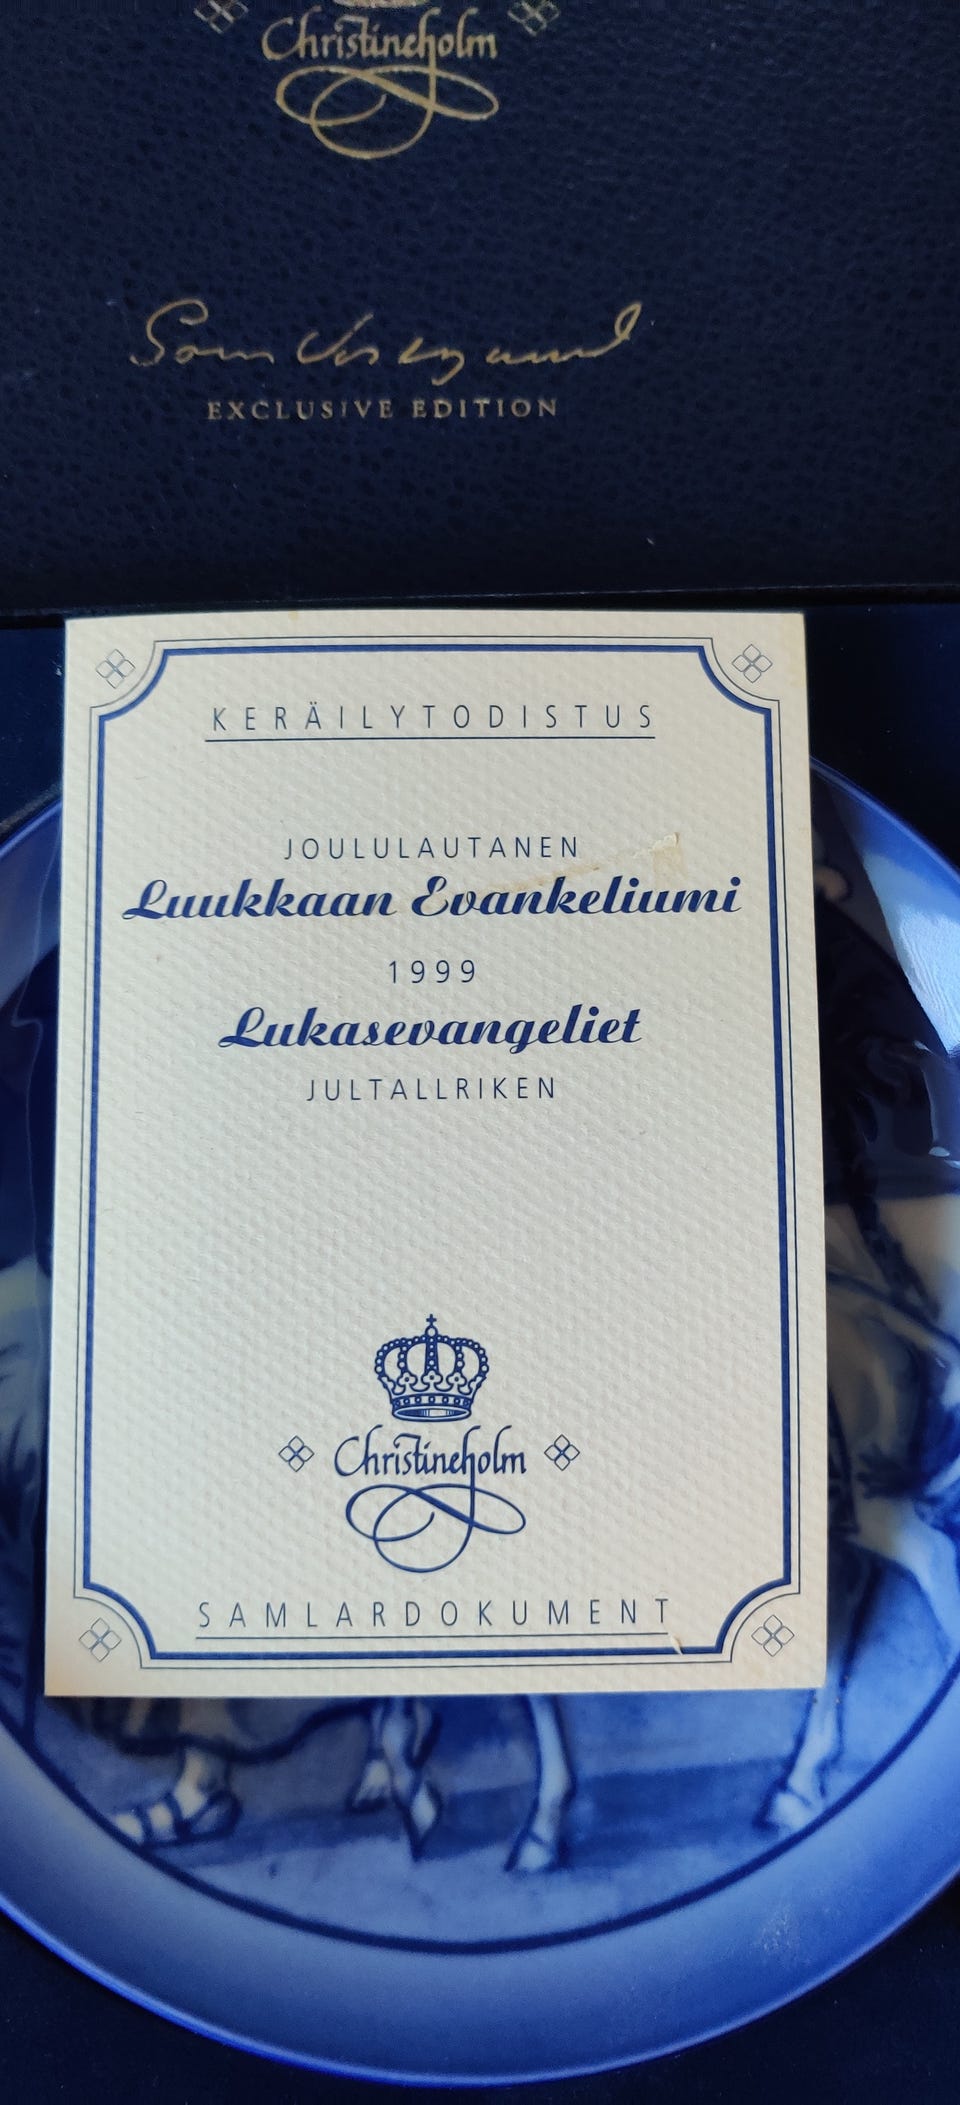 Christineholm
EXCLUSIVE EDITION
KERÄILYTODISTUS
JOULULAUTANEN
Luukkaan Evankeliumi
1999
Lukasevangeliet
JULTALLRIKEN
Christineholm
SAMLARDOKUMENT